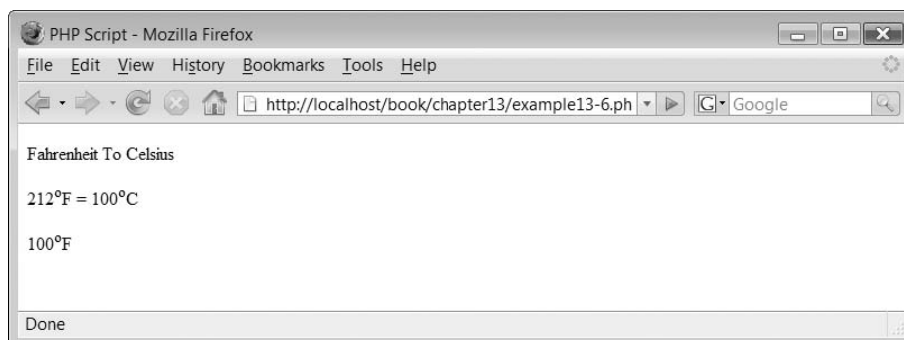 PHP Script - Mozilla Firefox
File Edit View History Bookmarks Tools Help
http://localhost/book/chapter13/example13-6.ph G Google
Fahrenheit To Celsius
212°F = 100°C
100°F
Done